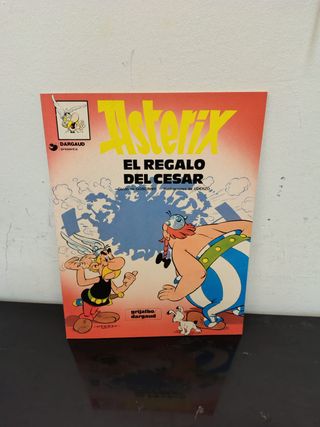 DARGAUD
presenta
Asterix
EL REGALO
DEL CESAR
grijalbo
dargaud